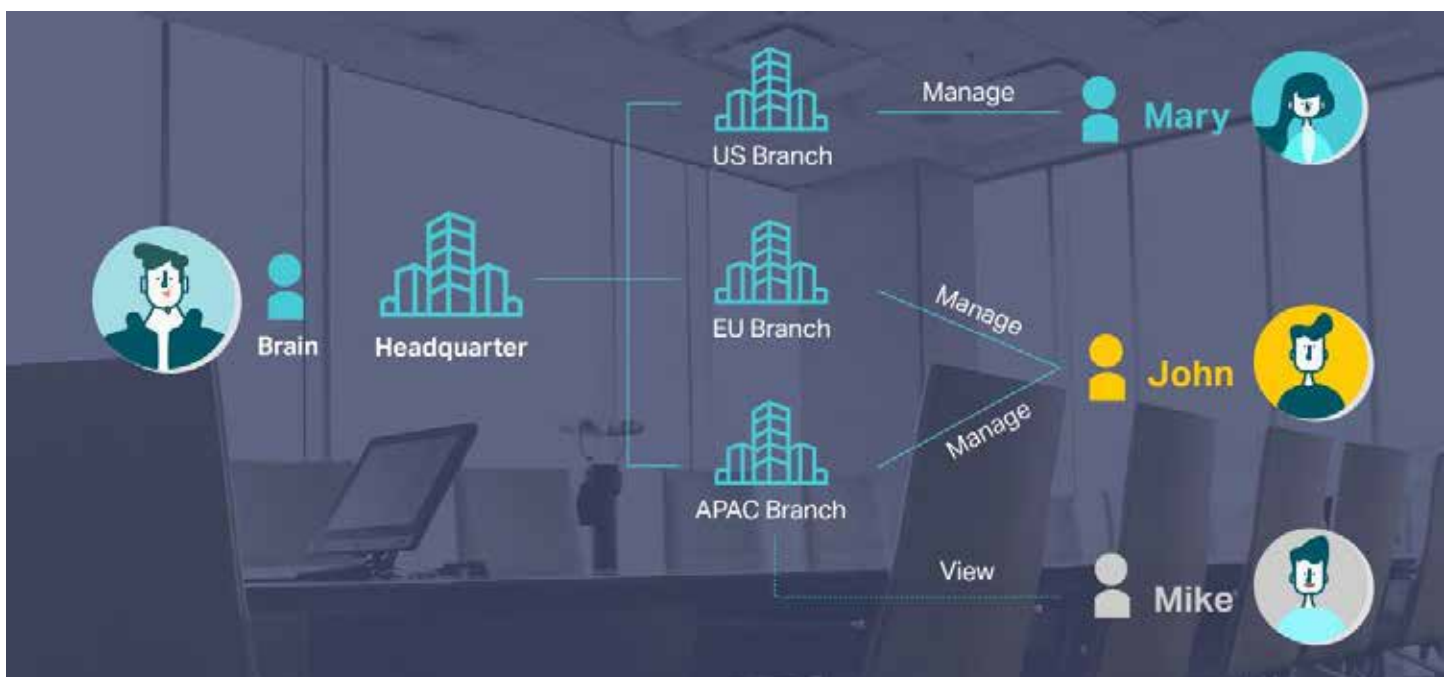 Manage
Mary
US Branch
Brain
Headquarter
EU Branch
Manage
John
Manage
APAC Branch
View
Mike